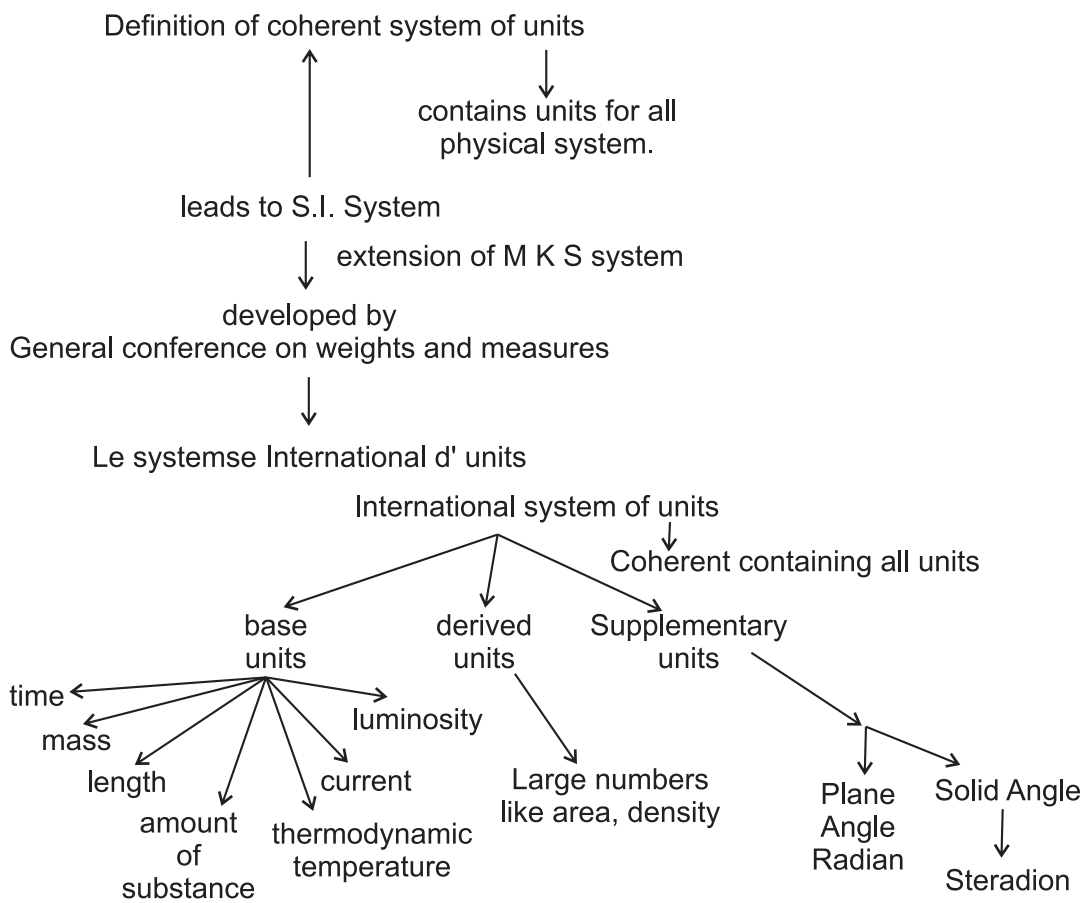 Definition of coherent system of units
contains units for all
physical system.
leads to S.I. System
extension of M K S system
developed by
General conference on weights and measures
Le systemse International d' units
International system of units
Coherent containing all units
base
units
derived
units
Supplementary
units
time
mass
length
amount
of
substance
thermodynamic
temperature
current
luminosity
Large numbers
like area, density
Plane
Angle
Radian
Solid Angle
Steradion